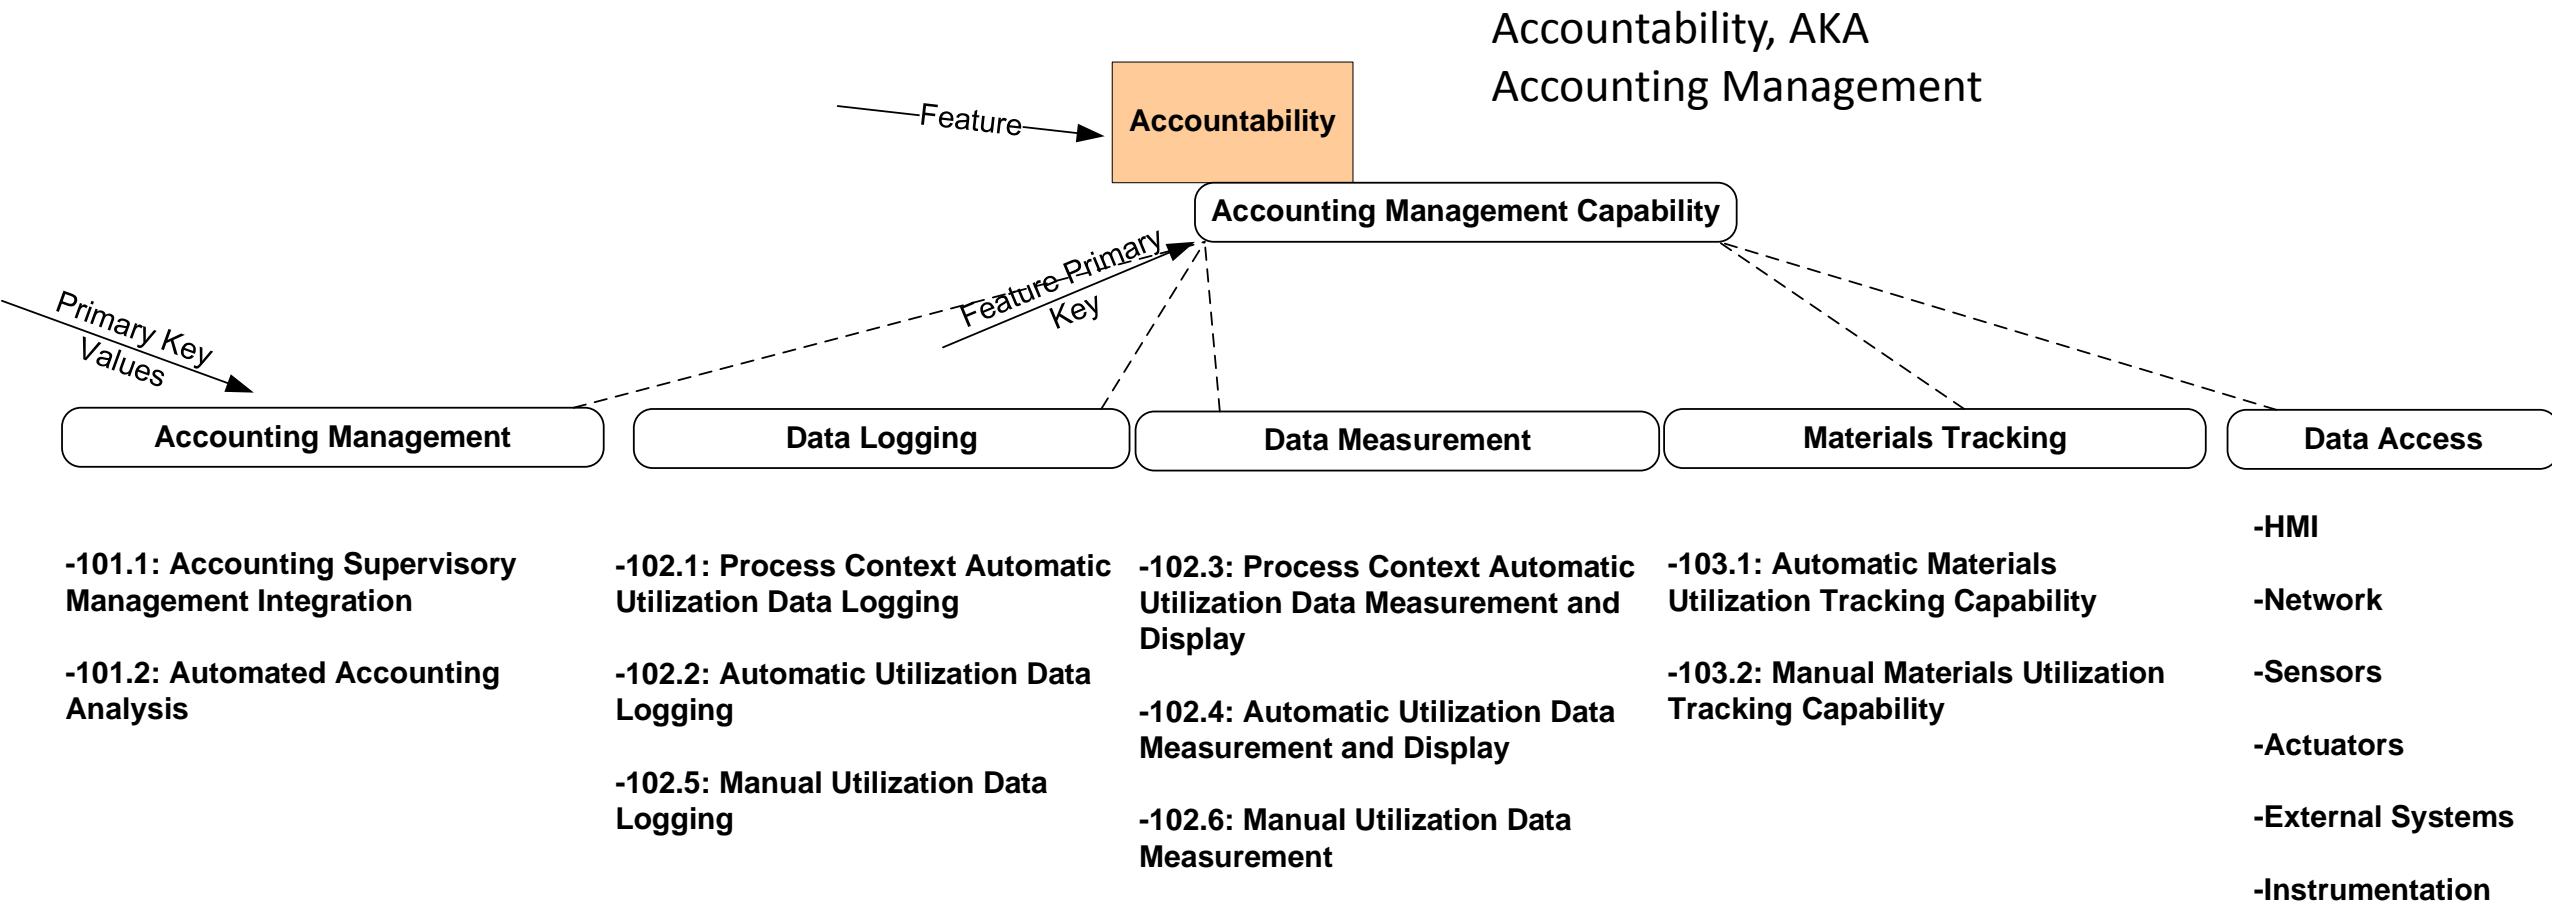 Accountability, AKA
Accounting Management
Feature
Accountability
Accounting Management Capability
Feature Primary
Key
Primary Key
Values
Accounting Management
Data Logging
Data Measurement
Materials Tracking
Data Access
-101.1: Accounting Supervisory
Management Integration
-101.2: Automated Accounting
Analysis
-102.1: Process Context Automatic
Utilization Data Logging
-102.2: Automatic Utilization Data
Logging
-102.5: Manual Utilization Data
Logging
-102.3: Process Context Automatic
Utilization Data Measurement and
Display
-102.4: Automatic Utilization Data
Measurement and Display
-102.6: Manual Utilization Data
Measurement
-103.1: Automatic Materials
Utilization Tracking Capability
-103.2: Manual Materials Utilization
Tracking Capability
-HMI
-Network
-Sensors
-Actuators
-External Systems
-Instrumentation